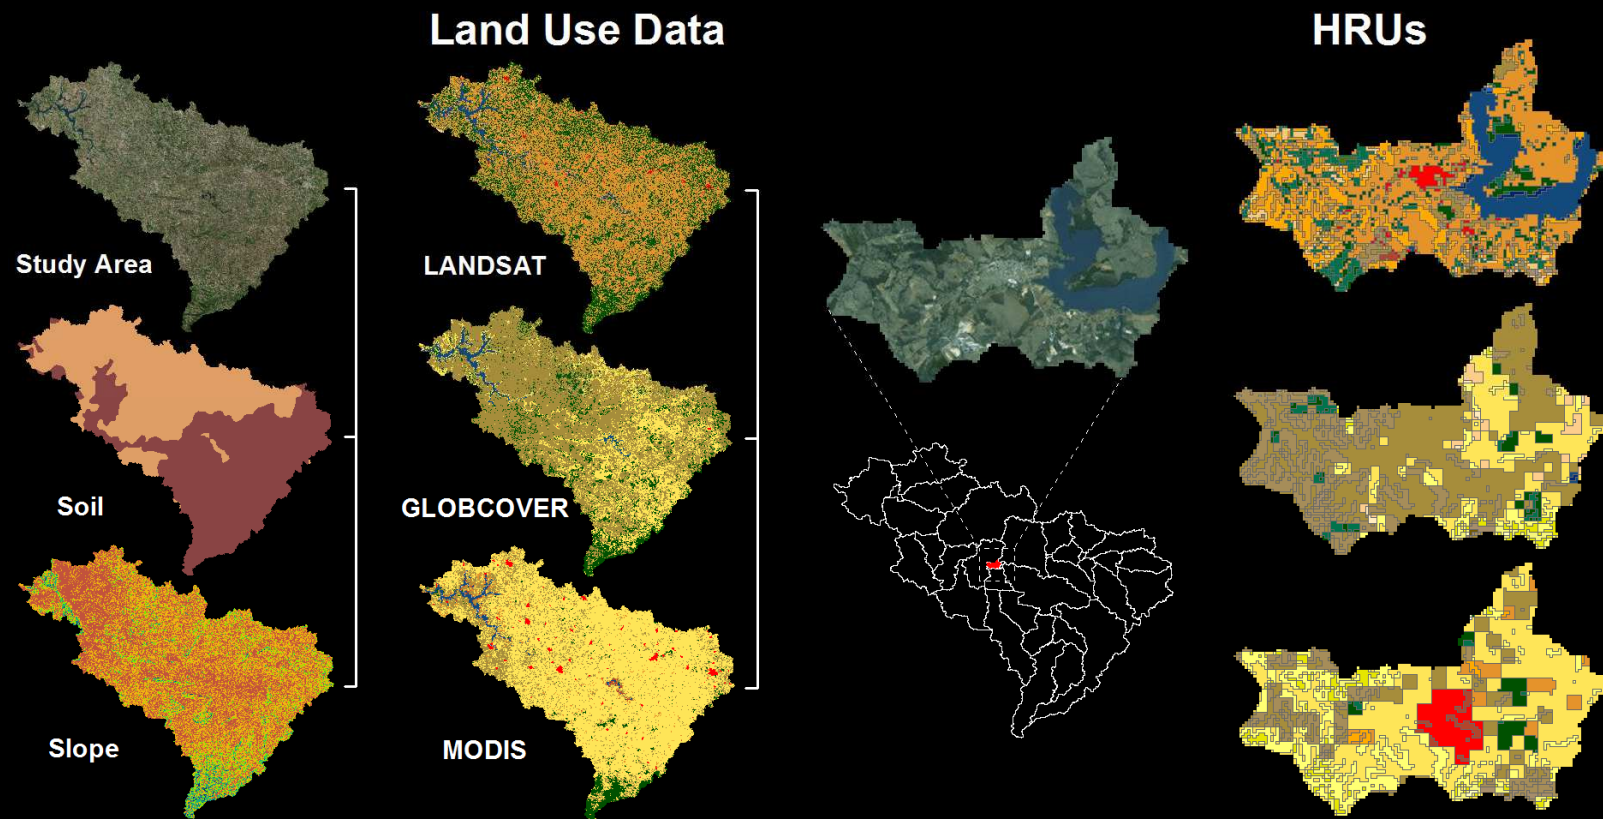 Land Use Data
HRUs
Study Area
LANDSAT
Soil
GLOBCOVER
Slope
MODIS